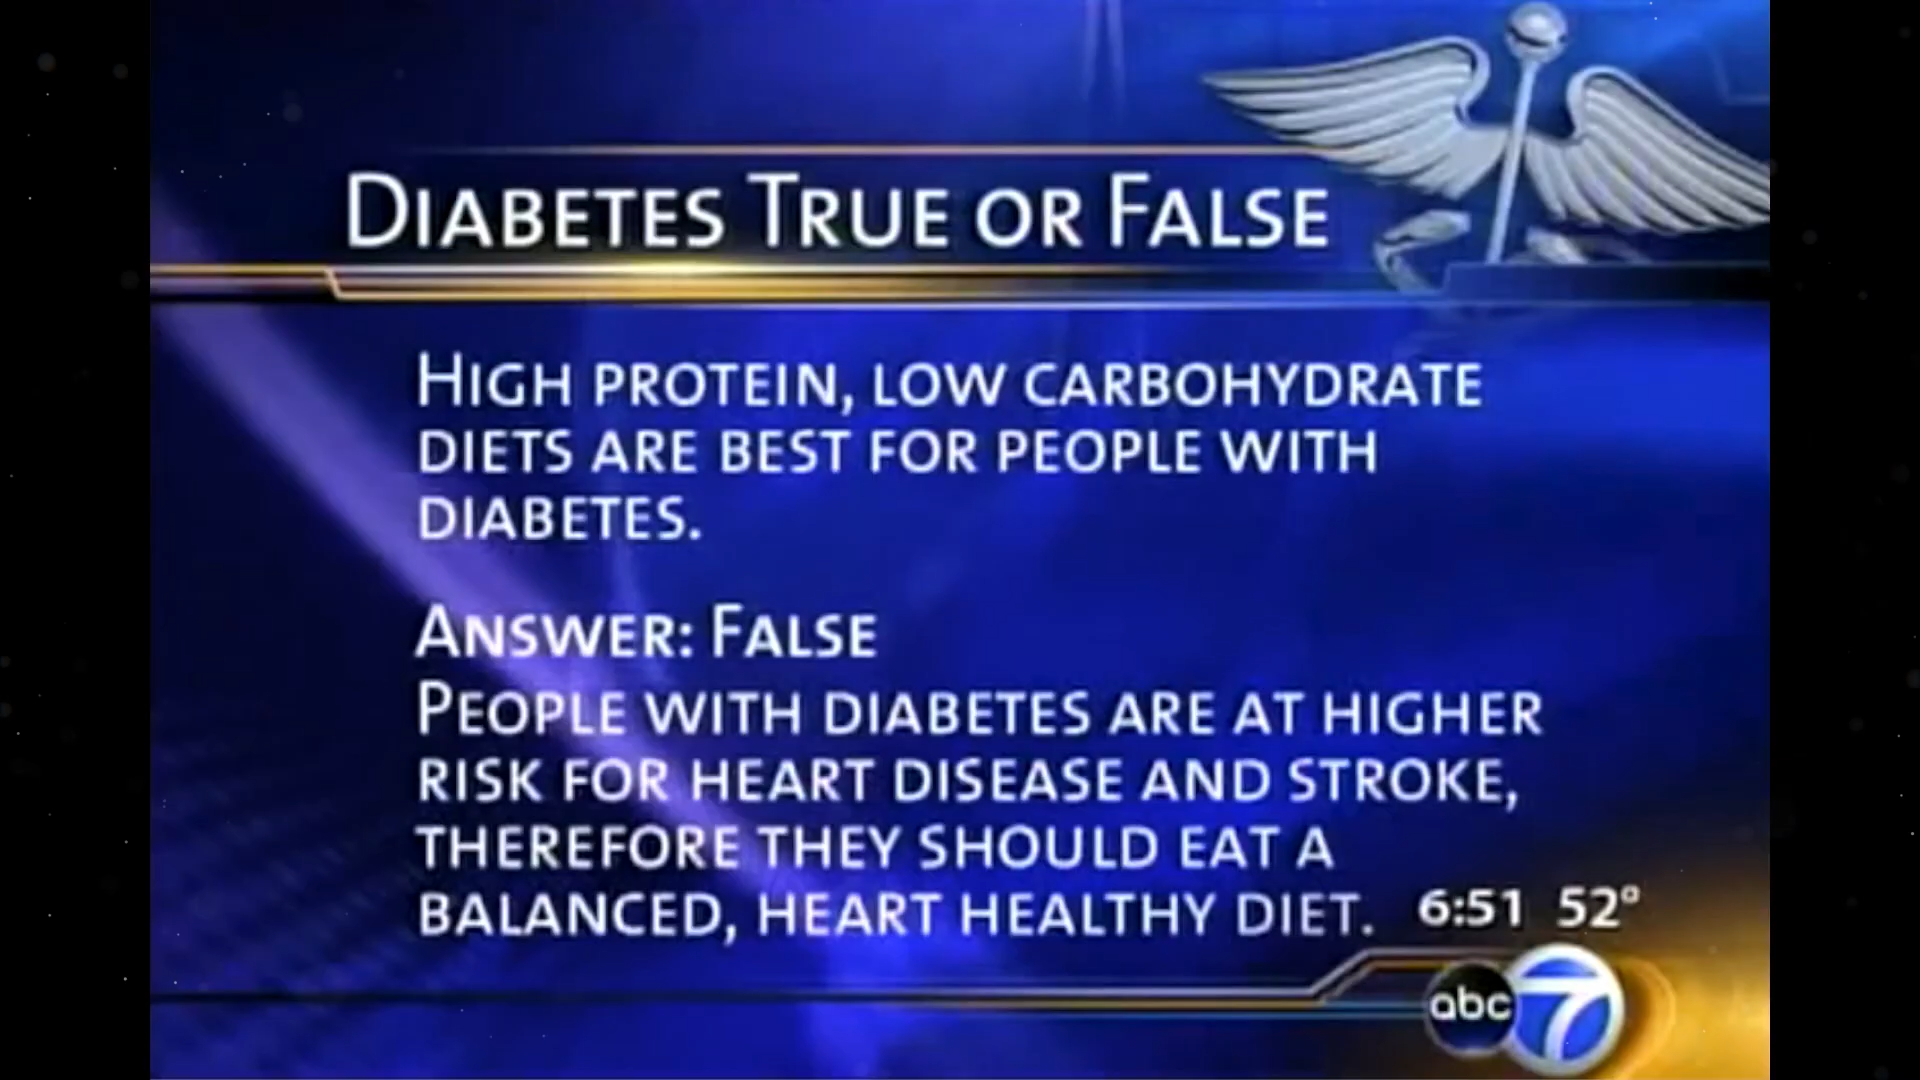 DIABETES TRUE OR FALSE
HIGH PROTEIN, LOW CARBOHYDRATE
DIETS ARE BEST FOR PEOPLE WITH
DIABETES.
ANSWER: FALSE
PEOPLE WITH DIABETES ARE AT HIGHER
RISK FOR HEART DISEASE AND STROKE,
THEREFORE THEY SHOULD EAT A
BALANCED, HEART HEALTHY DIET.
6:51 52°
abc 7